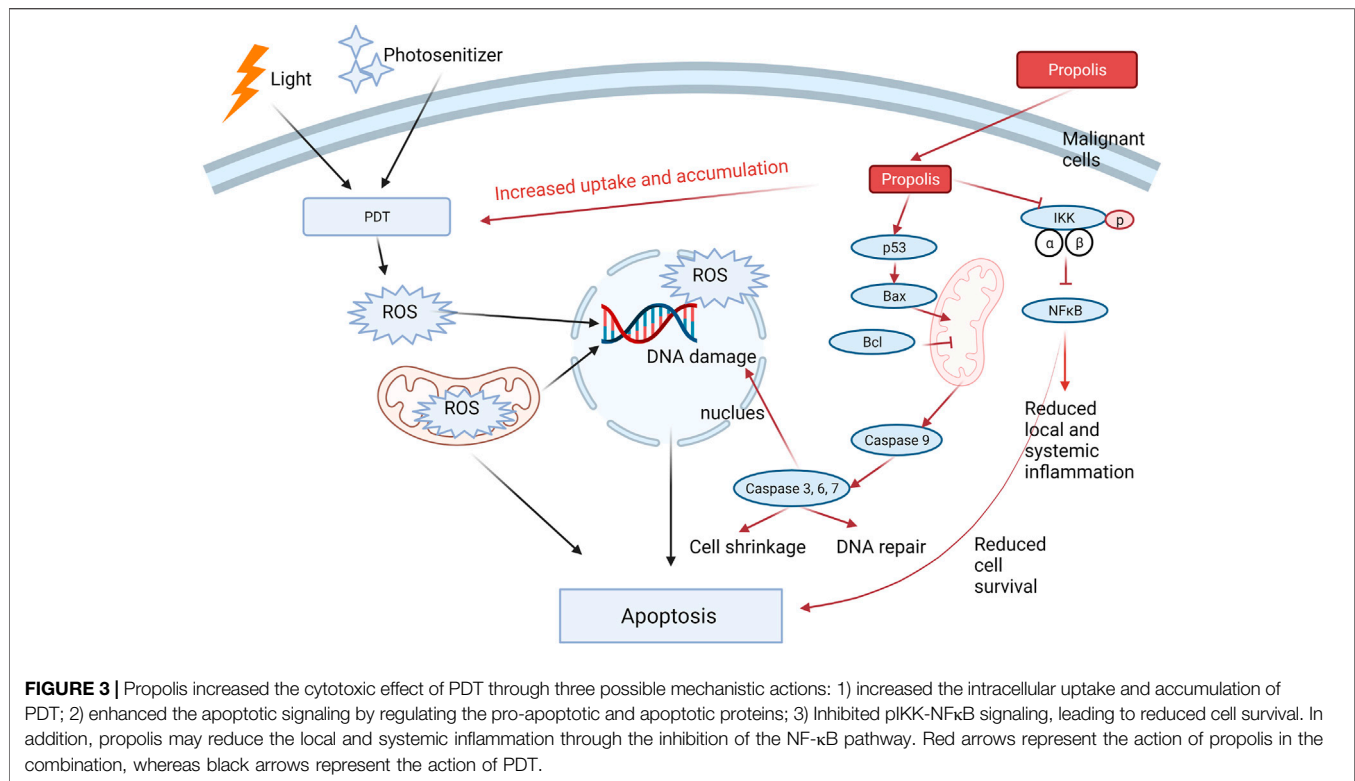 Light
Photosenitizer
Propolis
Malignant
cells
Increased uptake and accumulation
Propolis
PDT
IKK
p
α
β
p53
ROS
Bax
ROS
NFκB
Bcl
DNA damage
ROS
nuclues
Reduced
local and
systemic
inflammation
Caspase 9
Caspase 3, 6, 7
Cell shrinkage
DNA repair
Reduced
cell
survival
Apoptosis
FIGURE 3 | Propolis increased the cytotoxic effect of PDT through three possible mechanistic actions: 1) increased the intracellular uptake and accumulation of
PDT; 2) enhanced the apoptotic signaling by regulating the pro-apoptotic and apoptotic proteins; 3) Inhibited pIKK-NFκB signaling, leading to reduced cell survival. In
addition, propolis may reduce the local and systemic inflammation through the inhibition of the NF-κB pathway. Red arrows represent the action of propolis in the
combination, whereas black arrows represent the action of PDT.